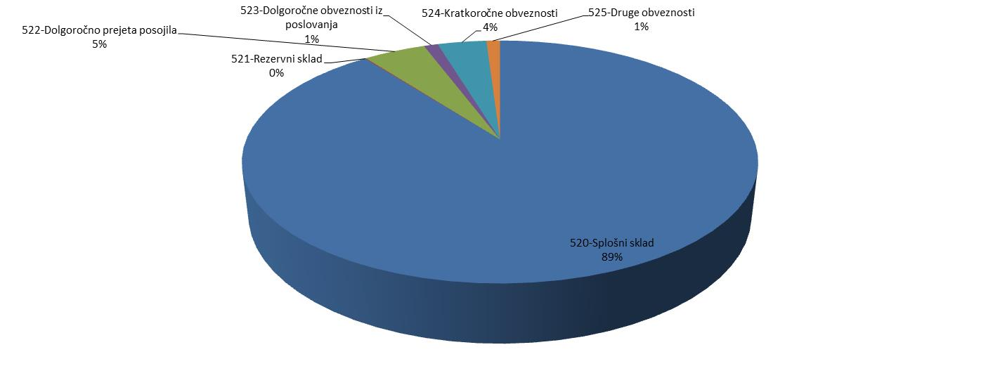 523-Dolgoročne obveznosti iz
poslovanja
1%
524-Kratkoročne obveznosti
4%
525-Druge obveznosti
1%
522-Dolgoročno prejeta posojila
5%
521-Rezervni sklad
0%
520-Splošni sklad
89%